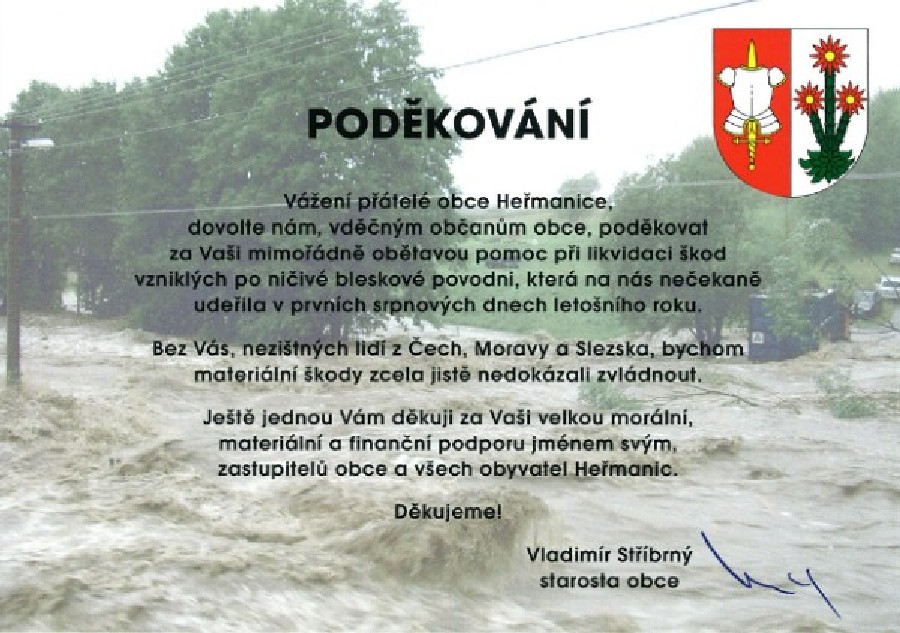 PODĚKOVÁNÍ
Vážení přátelé obce Heřmanice,
dovolte nám, vděčným občanům obce, poděkovat
za Vaši mimořádně obětavou pomoc při likvidaci škod
vzniklých po ničivé bleskové povodni, která na nás nečekaně
udeřila v prvních srpnových dnech letošního roku.
Bez Vás, nezištných lidí z Čech, Moravy a Slezska, bychom
materiální škody zcela jistě nedokázali zvládnout.
Ještě jednou Vám děkuji za Vaši velkou morální,
materiální a finanční podporu jménem svým,
zastupitelů obce a všech obyvatel Heřmanic.
Děkujeme!
Vladimír Stříbrný
starosta obce